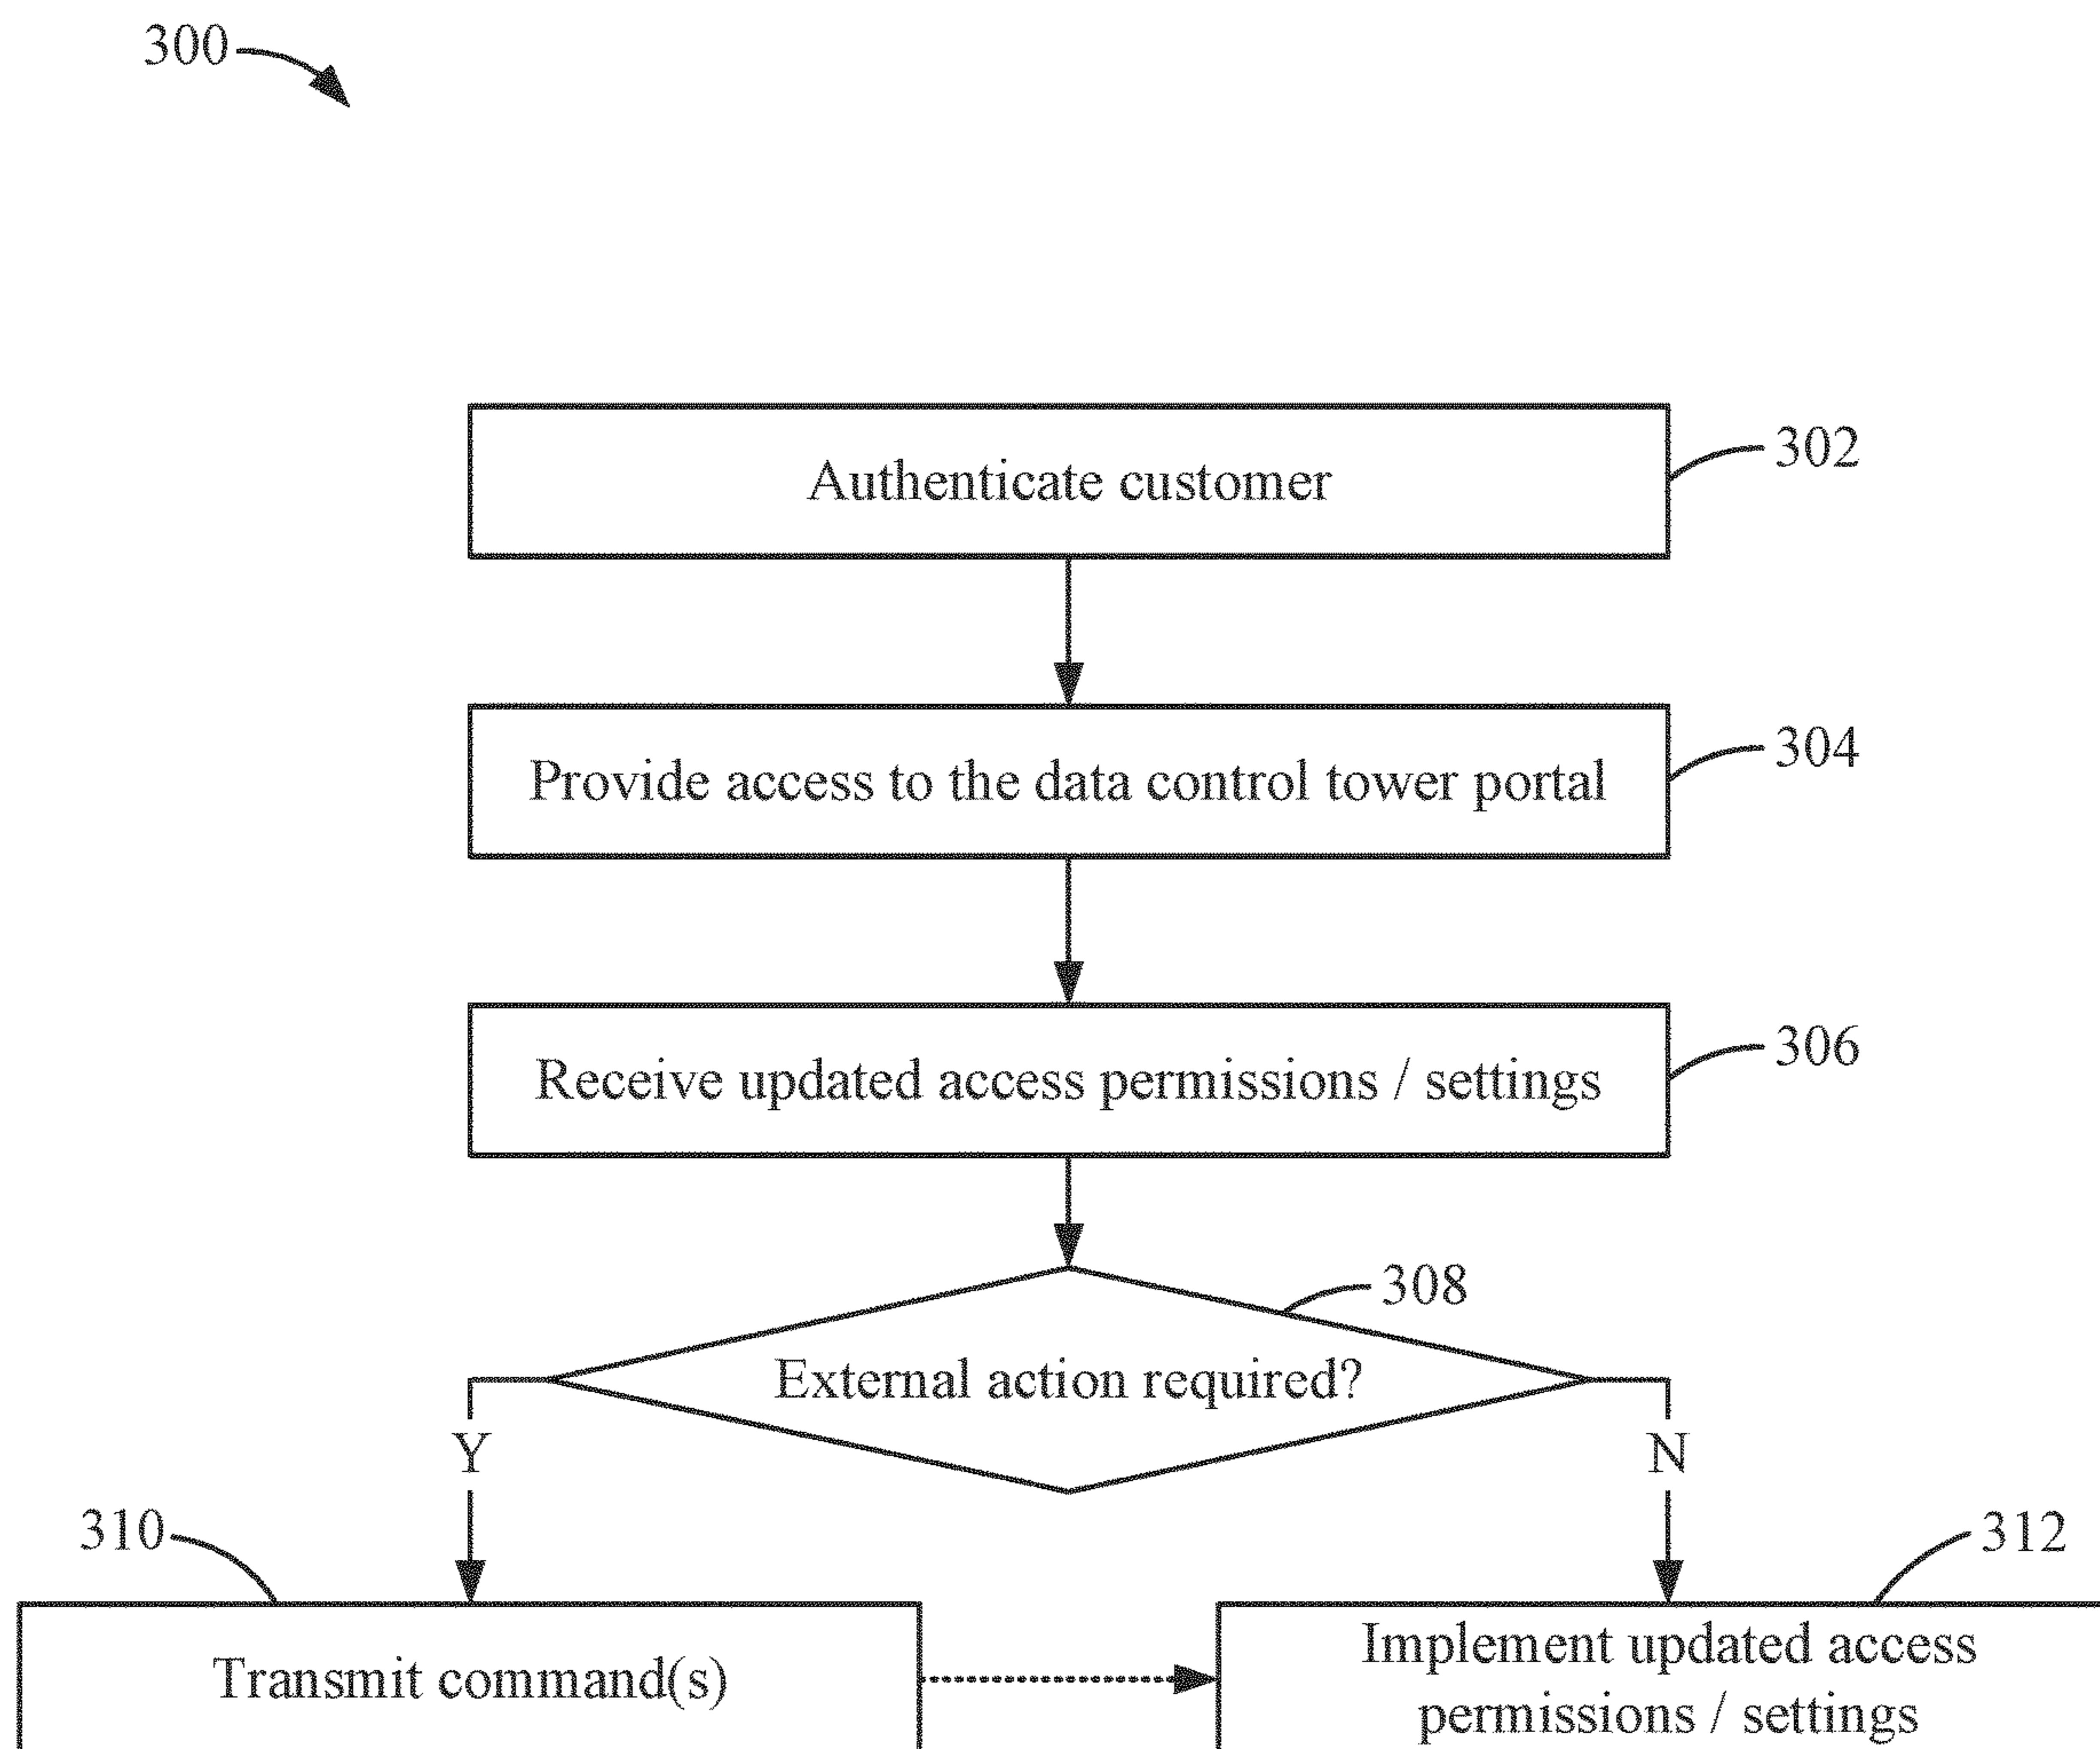 300
Authenticate customer
302
Provide access to the data control tower portal
304
Receive updated access permissions / settings
306
308
External action required?
Y
N
310
312
Transmit command(s)
Implement updated access
permissions / settings